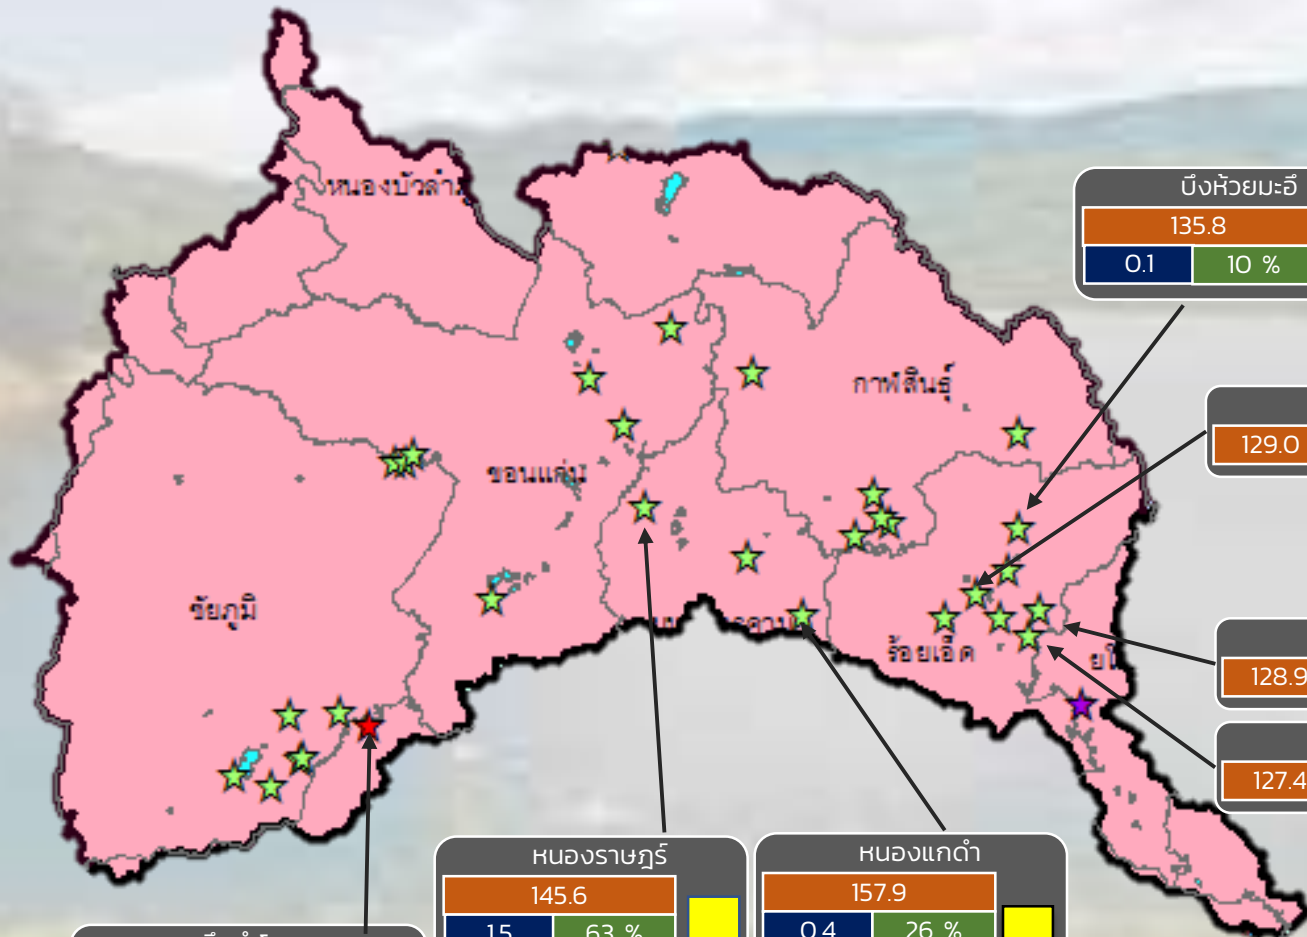 หนองบัวลำภู
บึงห้วยมะอึ
135.8
0.1 10 %
กาฬสินธุ์
129.0
ขอนแก่น
ชัยภูมิ
ร้อยเอ็ด
128.9
127.4
หนองราษฎร์
145.6
63 %
หนองแกดำ
157.9
0.4 26 %